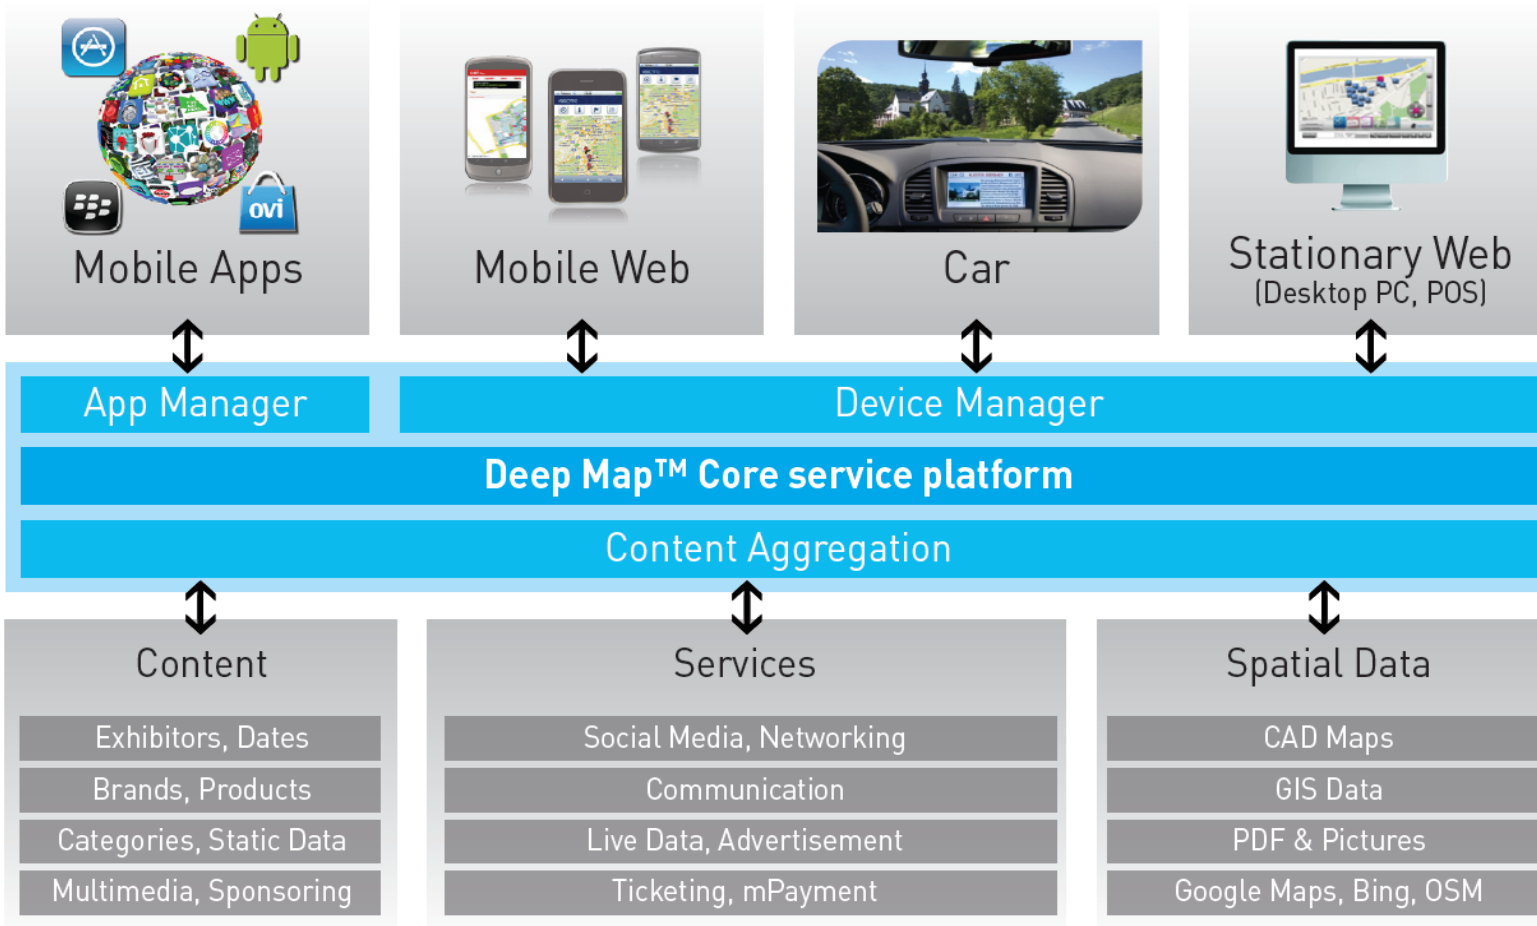 ovi
Mobile Apps
Mobile Web
Car
Stationary Web
(Desktop PC, POS)
App Manager
Device Manager
Deep Map™ Core service platform
Content Aggregation
Content
Exhibitors, Dates
Brands, Products
Categories, Static Data
Multimedia, Sponsoring
Services
Social Media, Networking
Communication
Live Data, Advertisement
Ticketing, mPayment
Spatial Data
CAD Maps
GIS Data
PDF & Pictures
Google Maps, Bing, OSM